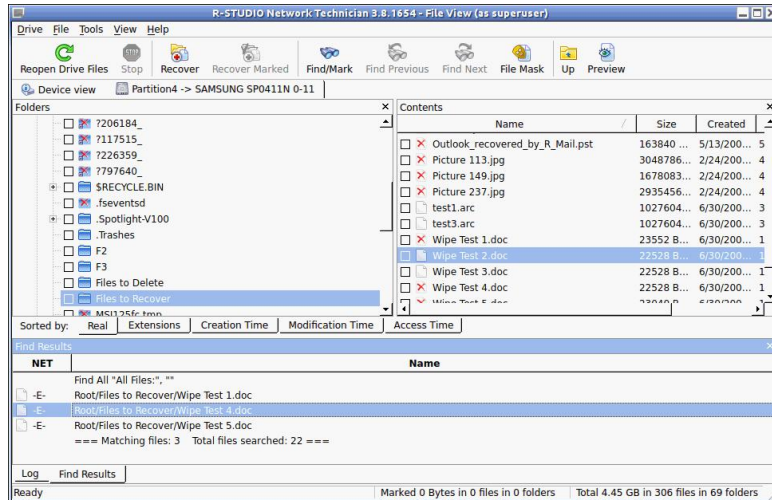 R-STUDIO Network Technician 3.8.1654 - File View (as superuser)
Drive File Tools View Help
Reopen Drive Files Stop Recover Recover Marked Find/Mark Find Previous Find Next File Mask Up Preview
Device view Partition4 -> SAMSUNG SP0411N 0-11
Folders
?206184_
?117515_
?226359_
?797640_
$RECYCLE.BIN
.fseventsd
.Spotlight-V100
.Trashes
F2
F3
Files to Delete
Files to Recover
MSI125fc.tmp
Contents
Name Size Created
Outlook_recovered_by_R_Mail.pst 163840 ... 5/13/200... 5
Picture 113.jpg 3048786... 2/24/200... 4
Picture 149.jpg 1678083... 2/24/200... 4
Picture 237.jpg 2935456... 2/24/200... 4
test1.arc 1027604... 6/30/200... 3
test3.arc 1027604... 6/30/200... 3
Wipe Test 1.doc 23552 B... 6/30/200... 1
Wipe Test 2.doc 22528 B... 6/30/200... 1
Wipe Test 3.doc 22528 B... 6/30/200... 1
Wipe Test 4.doc 22528 B... 6/30/200... 1
Wipe Test 5.doc 23040 B... 6/30/200...
Sorted by: Real Extensions Creation Time Modification Time Access Time
Find Results
NET Name
Find All "All Files:", ""
-E- Root/Files to Recover/Wipe Test 1.doc
-E- Root/Files to Recover/Wipe Test 4.doc
-E- Root/Files to Recover/Wipe Test 5.doc
=== Matching files: 3 Total files searched: 22 ===
Log Find Results
Ready Marked 0 Bytes in 0 files in 0 folders Total 4.45 GB in 306 files in 69 folders